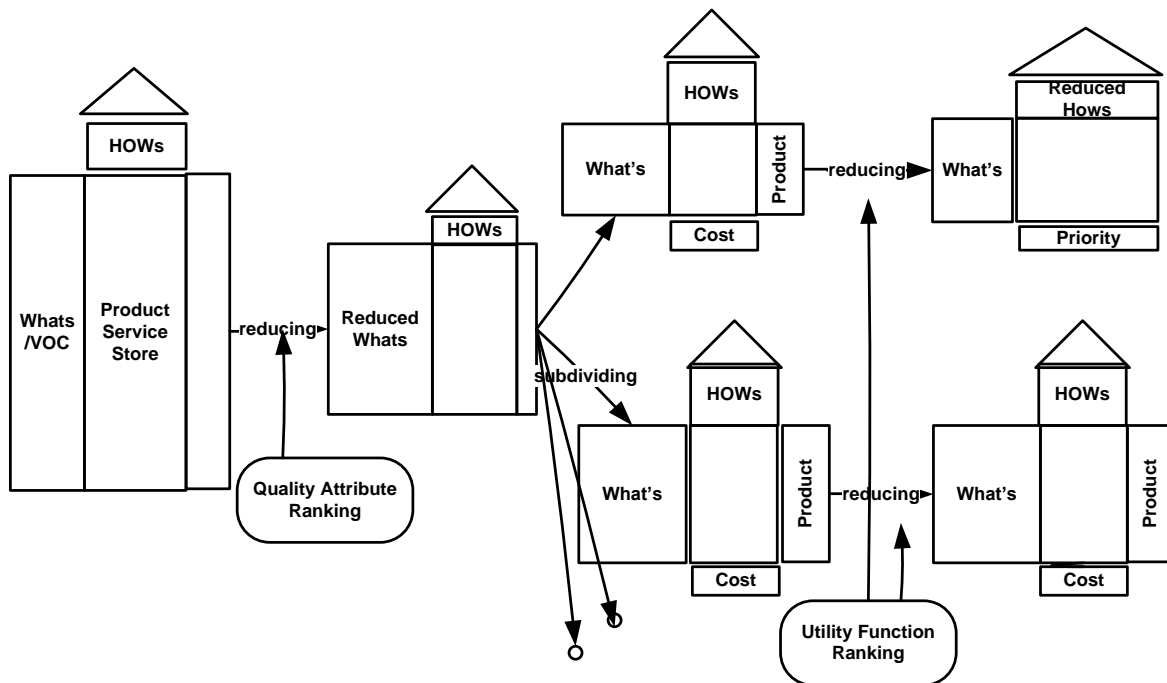 HOWs
Whats
/VOC
Product
Service
Store
reducing
Quality Attribute
Ranking
HOWs
Reduced
Whats
subdividing
HOWs
What's
Product
Cost
reducing
Reduced
Hows
What's
Priority
HOWs
What's
Product
Cost
reducing
Utility Function
Ranking
HOWs
What's
Product
Cost